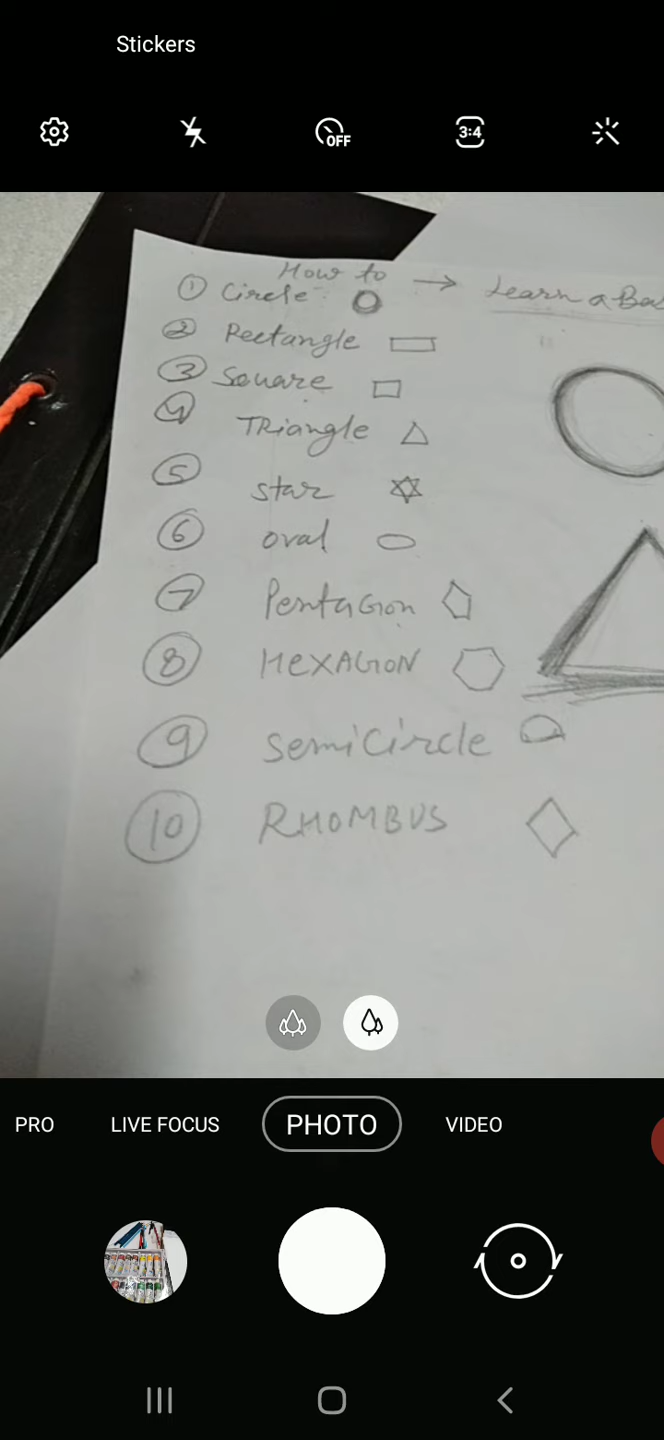 Stickers
OFF
3:4
How to → Learn a Bas
① Circle
② Rectangle
③ Square
④ TRiangle
⑤ star
⑥ oval
⑦ PentaGon
⑧ HEXAGON
⑨ semiCircle
⑩ RHOMBUS
PRO LIVE FOCUS PHOTO VIDEO